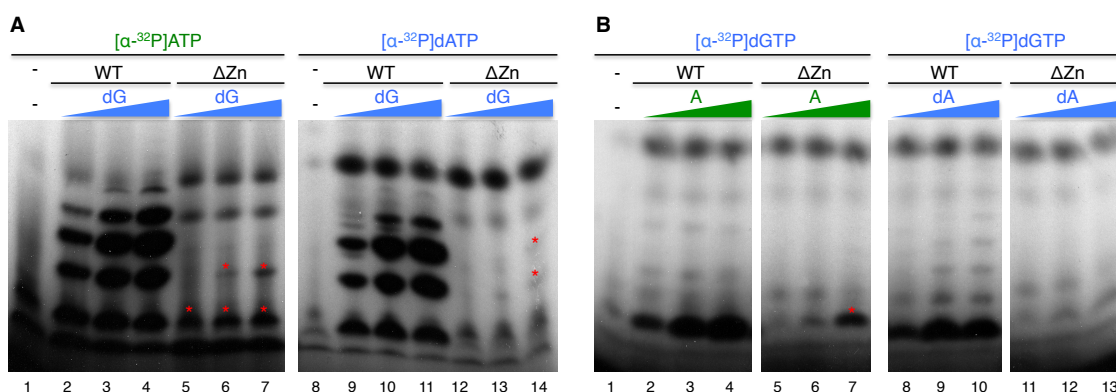 A
B
[α-³²P]ATP
[α-³²P]dATP
[α-³²P]dGTP
[α-³²P]dGTP
- WT ΔZn - WT ΔZn - WT ΔZn WT ΔZn
- dG dG - dG dG - A A dA dA
* * * * *
* *
*
1 2 3 4 5 6 7 8 9 10 11 12 13 14 1 2 3 4 5 6 7 8 9 10 11 12 13